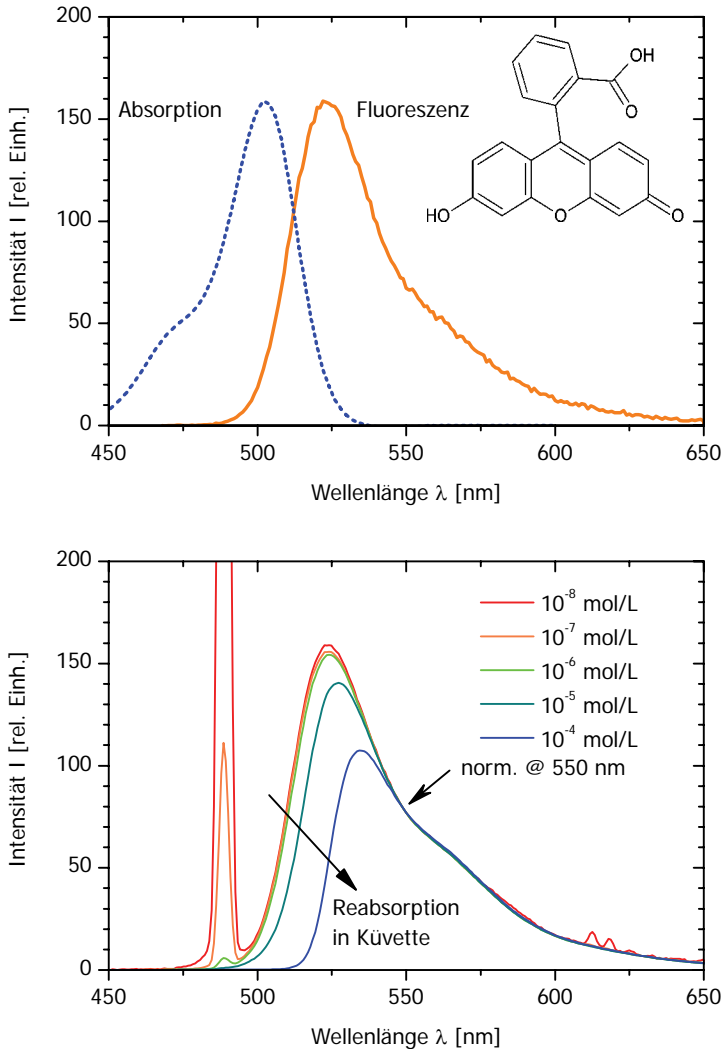 200
150
100
50
0
Intensität I [rel. Einh.]
Absorption
Fluoreszenz
OH
O
HO
O
O
450 500 550 600 650
Wellenlänge λ [nm]
200
150
100
50
0
Intensität I [rel. Einh.]
10⁻⁸ mol/L
10⁻⁷ mol/L
10⁻⁶ mol/L
10⁻⁵ mol/L
10⁻⁴ mol/L
norm. @ 550 nm
Reabsorption
in Küvette
450 500 550 600 650
Wellenlänge λ [nm]